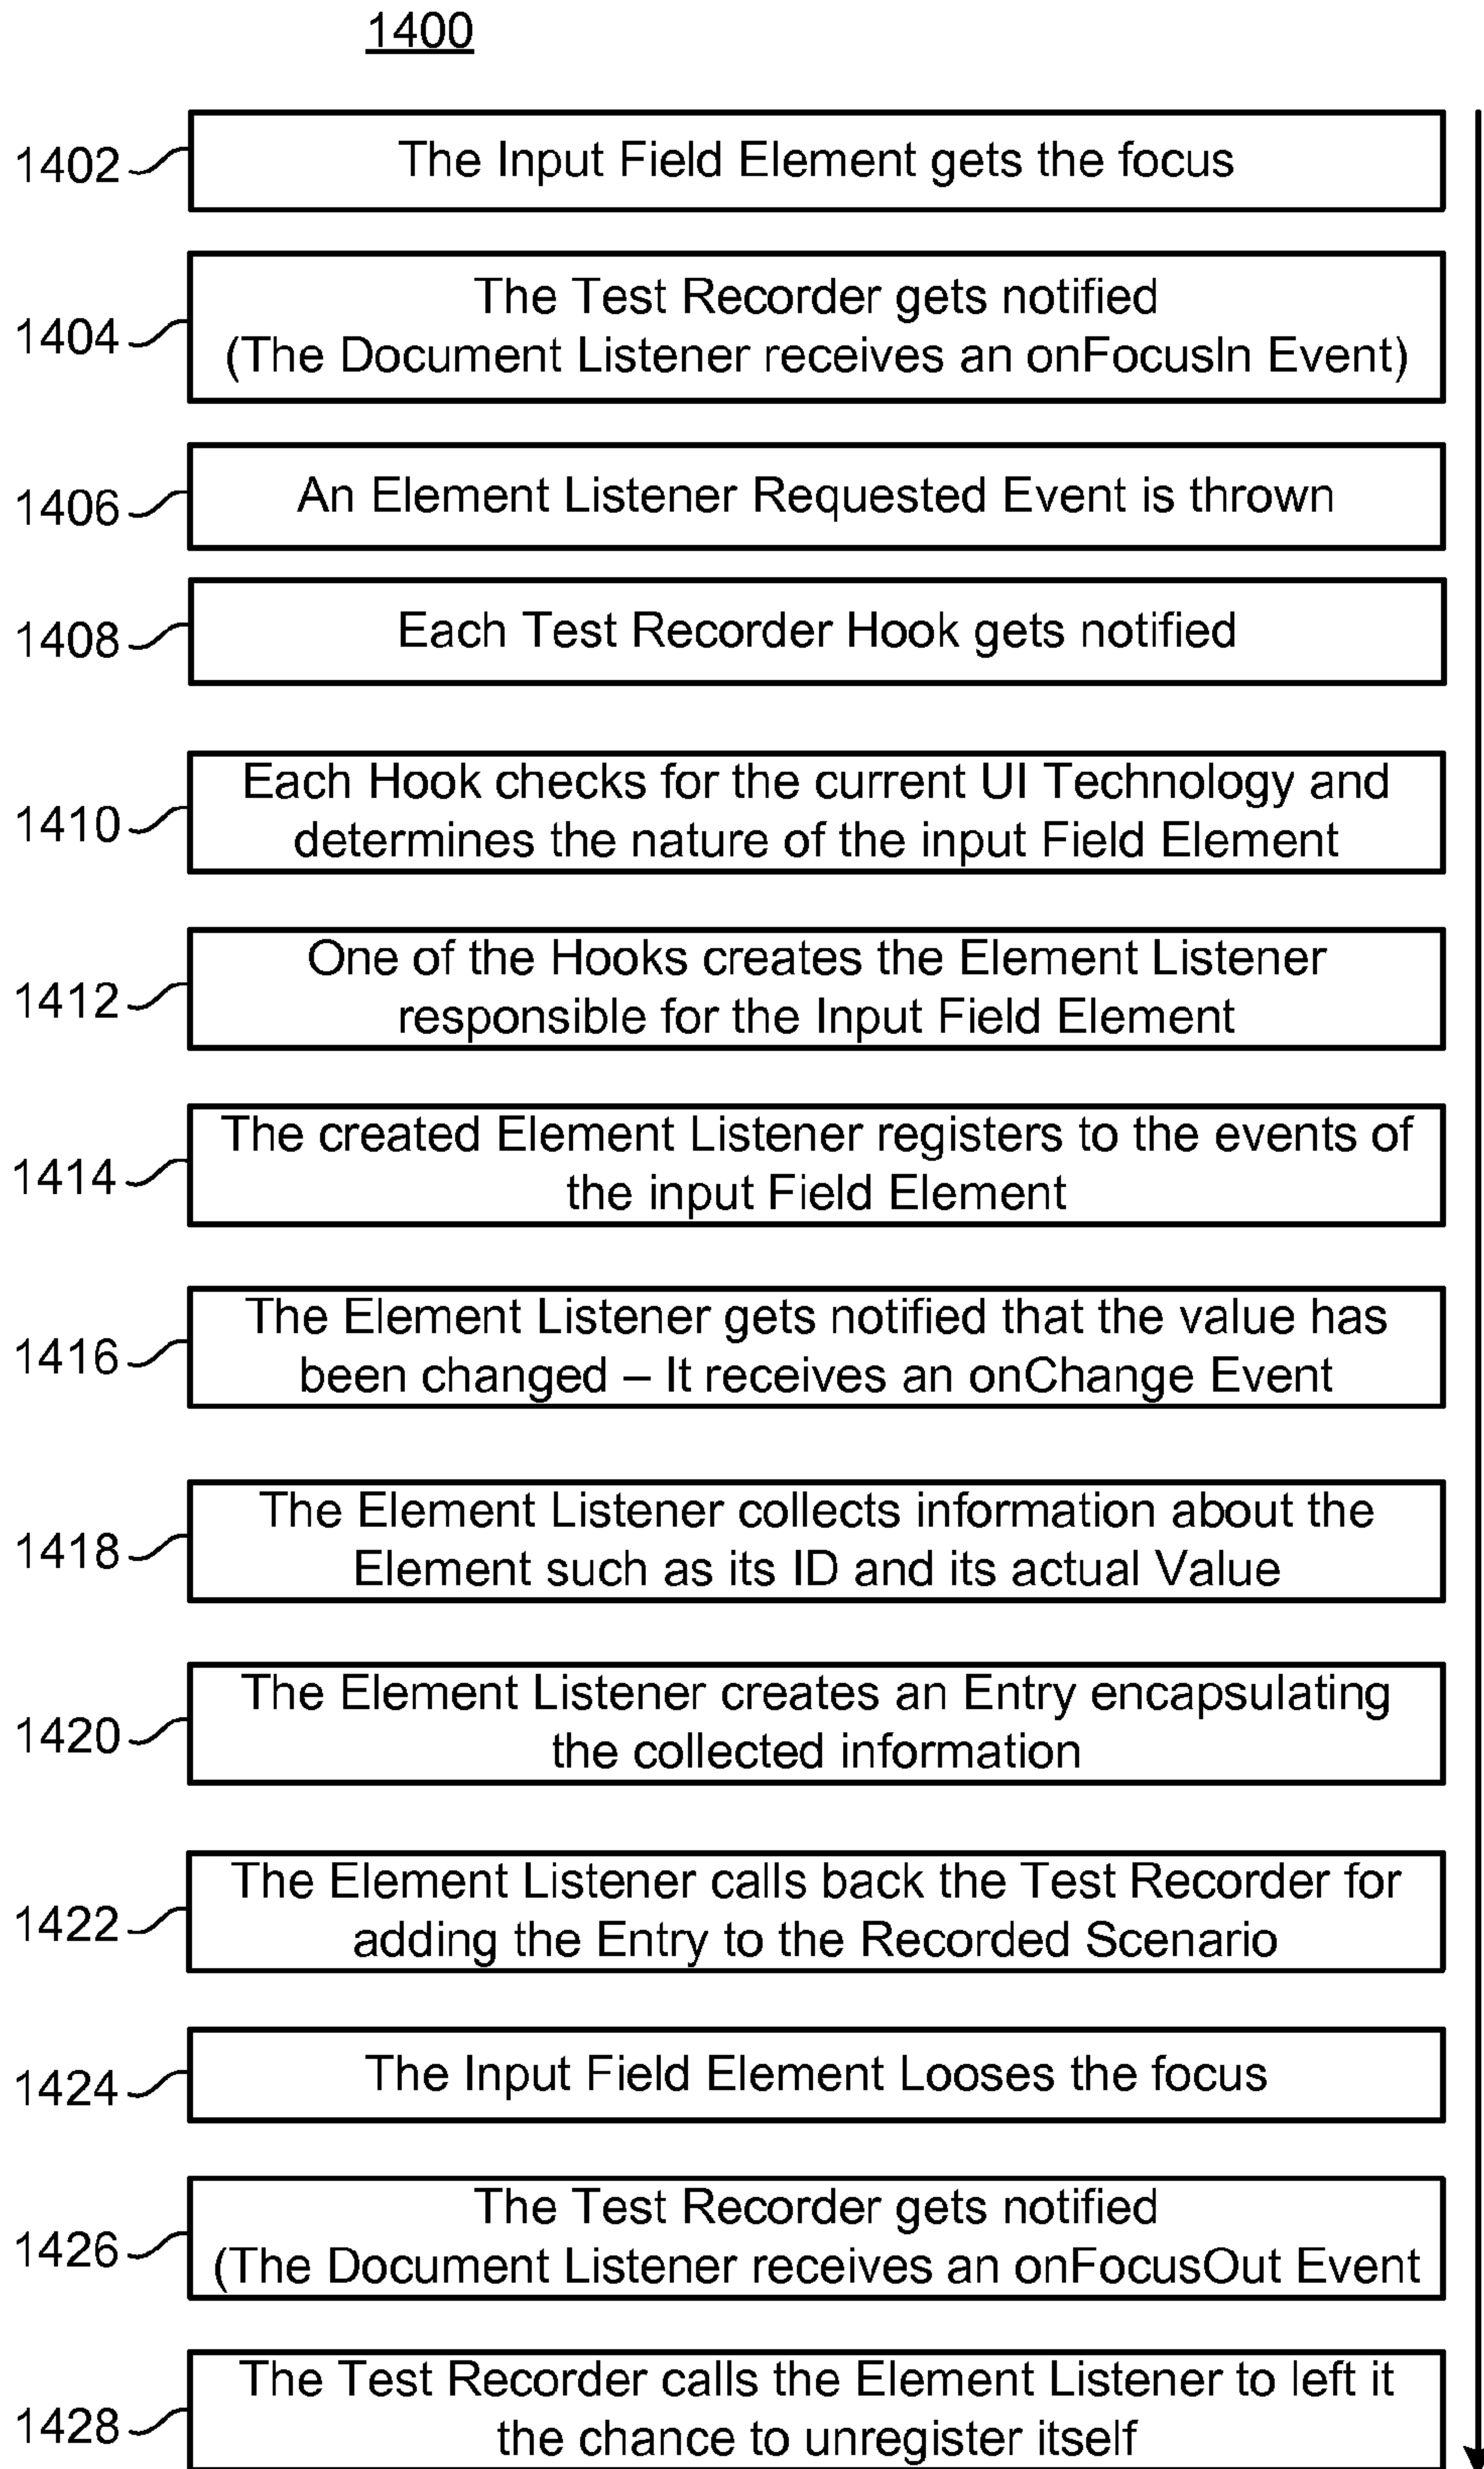 1400
1402
The Input Field Element gets the focus
1404
The Test Recorder gets notified
(The Document Listener receives an onFocusIn Event)
1406
An Element Listener Requested Event is thrown
1408
Each Test Recorder Hook gets notified
1410
Each Hook checks for the current UI Technology and
determines the nature of the input Field Element
1412
One of the Hooks creates the Element Listener
responsible for the Input Field Element
1414
The created Element Listener registers to the events of
the input Field Element
1416
The Element Listener gets notified that the value has
been changed – It receives an onChange Event
1418
The Element Listener collects information about the
Element such as its ID and its actual Value
1420
The Element Listener creates an Entry encapsulating
the collected information
1422
The Element Listener calls back the Test Recorder for
adding the Entry to the Recorded Scenario
1424
The Input Field Element Looses the focus
1426
The Test Recorder gets notified
(The Document Listener receives an onFocusOut Event
1428
The Test Recorder calls the Element Listener to left it
the chance to unregister itself